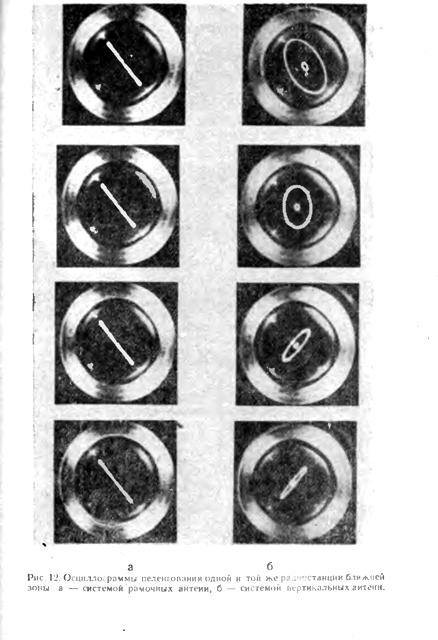 а б
Рис 12. Осциллограммы пеленгования одной и той же радиостанции ближней
зоны а — системой рамочных антенн, б — системой вертикальных антенн.